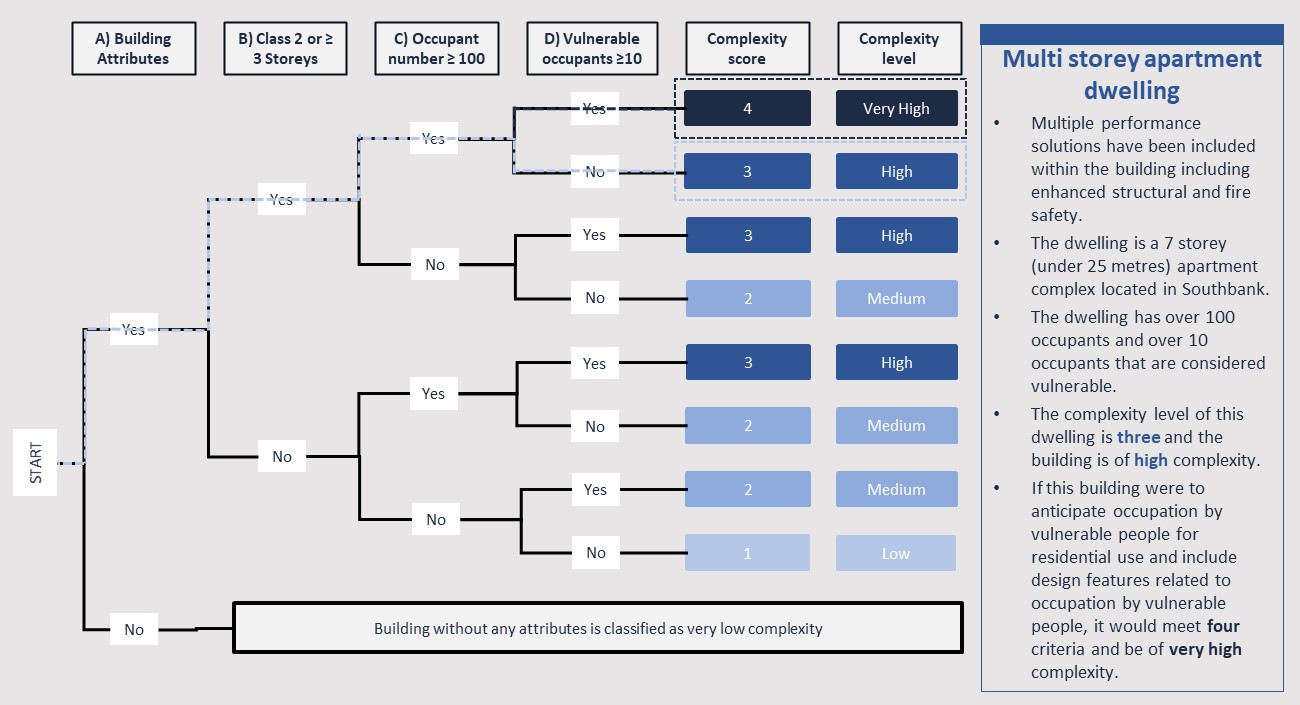 A) Building
Attributes
B) Class 2 or ≥
3 Storeys
C) Occupant
number ≥ 100
D) Vulnerable
occupants ≥10
Complexity
score
Complexity
level
Yes
4
Very High
Yes
No
3
High
Yes
Yes
3
High
No
No
2
Medium
Yes
Yes
3
High
Yes
No
2
Medium
START
No
Yes
2
Medium
No
No
1
Low
No
Building without any attributes is classified as very low complexity
Multi storey apartment
dwelling
• Multiple performance
solutions have been included
within the building including
enhanced structural and fire
safety.
• The dwelling is a 7 storey
(under 25 metres) apartment
complex located in Southbank.
• The dwelling has over 100
occupants and over 10
occupants that are considered
vulnerable.
• The complexity level of this
dwelling is three and the
building is of high complexity.
• If this building were to
anticipate occupation by
vulnerable people for
residential use and include
design features related to
occupation by vulnerable
people, it would meet four
criteria and be of very high
complexity.